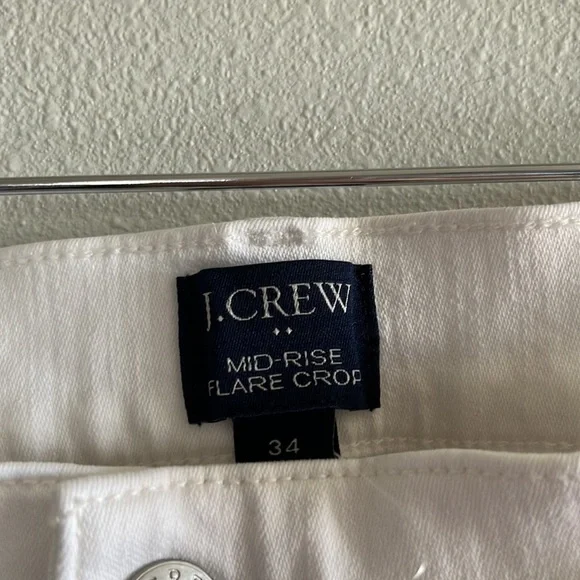 J.CREW
MID-RISE
FLARE CROP
34